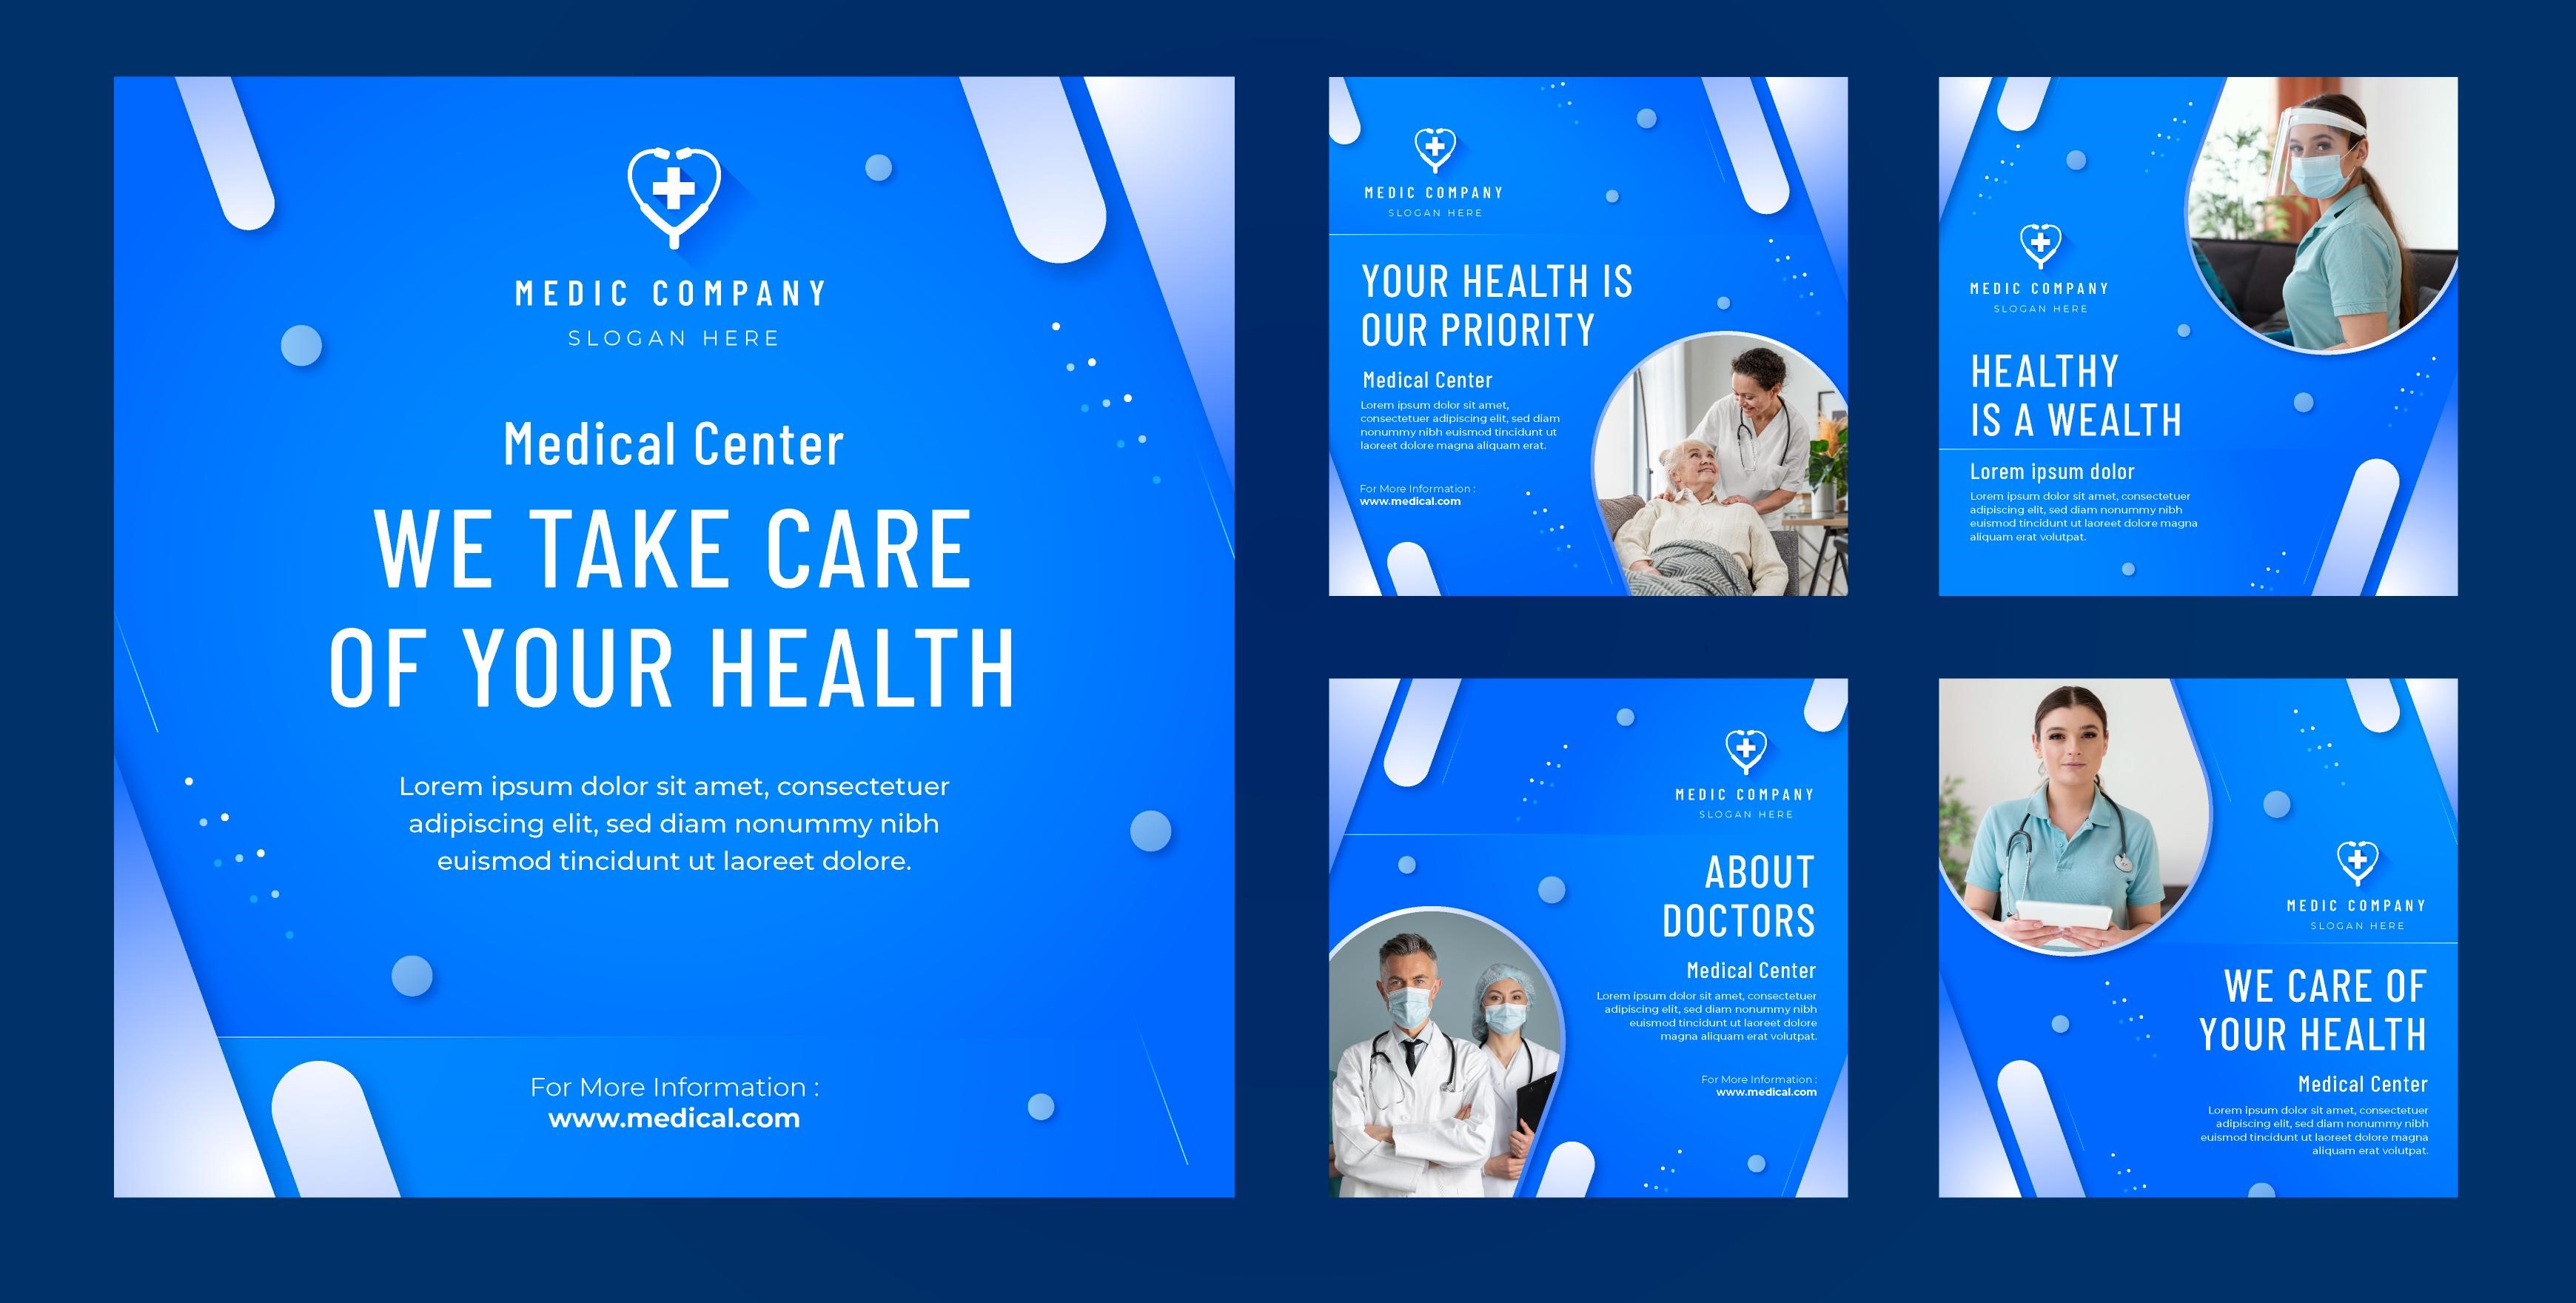 MEDIC COMPANY
SLOGAN HERE
Medical Center
WE TAKE CARE
OF YOUR HEALTH
Lorem ipsum dolor sit amet, consectetuer
adipiscing elit, sed diam nonummy nibh
euismod tincidunt ut laoreet dolore.
For More Information :
www.medical.com
MEDIC COMPANY
SLOGAN HERE
YOUR HEALTH IS
OUR PRIORITY
Medical Center
Lorem ipsum dolor sit amet,
consectetuer adipiscing elit, sed diam
nonummy nibh euismod tincidunt ut
laoreet dolore magna aliquam erat.
For More Information :
www.medical.com
MEDIC COMPANY
SLOGAN HERE
HEALTHY
IS A WEALTH
Lorem ipsum dolor
Lorem ipsum dolor sit amet, consectetuer
adipiscing elit, sed diam nonummy nibh
euismod tincidunt ut laoreet dolore magna
aliquam erat volutpat.
MEDIC COMPANY
SLOGAN HERE
ABOUT
DOCTORS
Medical Center
Lorem ipsum dolor sit amet, consectetuer
adipiscing elit, sed diam nonummy nibh
euismod tincidunt ut laoreet dolore
magna aliquam erat volutpat.
For More Information :
www.medical.com
MEDIC COMPANY
SLOGAN HERE
WE CARE OF
YOUR HEALTH
Medical Center
Lorem ipsum dolor sit amet, consectetuer
adipiscing elit, sed diam nonummy nibh
euismod tincidunt ut laoreet dolore magna
aliquam erat volutpat.